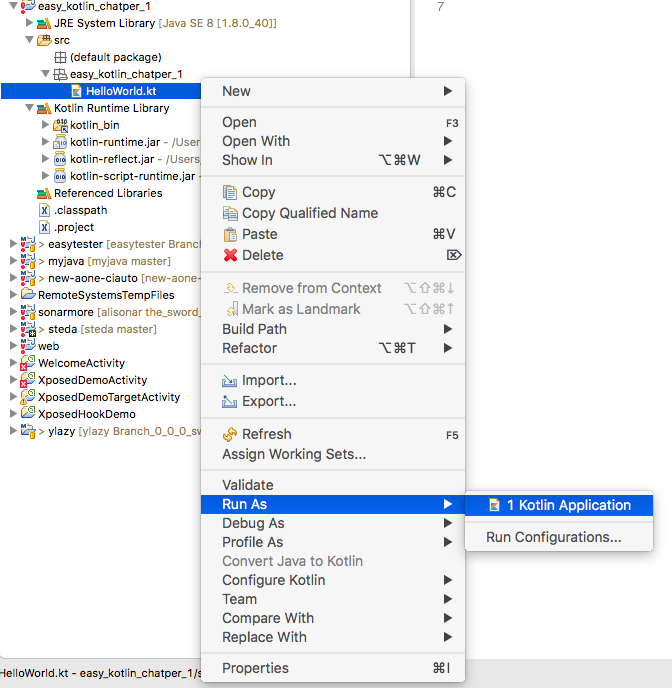 easy_kotlin_chatper_1
7
JRE System Library [Java SE 8 [1.8.0_40]]
src
(default package)
easy_kotlin_chatper_1
HelloWorld.kt
Kotlin Runtime Library
kotlin_bin
kotlin-runtime.jar - /Users
kotlin-reflect.jar - /Users/
kotlin-script-runtime.jar -
Referenced Libraries
.classpath
.project
> easytester [easytester Branch_
> myjava [myjava master]
> new-aone-ciauto [new-aone-
RemoteSystemsTempFiles
sonarmore [alisonar the_sword_
> steda [steda master]
web
WelcomeActivity
XposedDemoActivity
XposedDemoTargetActivity
XposedHookDemo
> ylazy [ylazy Branch_0_0_0_sw
New
Open F3
Open With
Show In ⌥⌘W
Copy ⌘C
Copy Qualified Name
Paste ⌘V
Delete ⌦
Remove from Context ⌥⇧⌘↓
Mark as Landmark ⌥⇧⌘↑
Build Path
Refactor ⌥⌘T
Import...
Export...
Refresh F5
Assign Working Sets...
Validate
Run As
1 Kotlin Application
Debug As
Run Configurations...
Profile As
Convert Java to Kotlin
Configure Kotlin
Team
Compare With
Replace With
Properties ⌘I
HelloWorld.kt - easy_kotlin_chatper_1/s